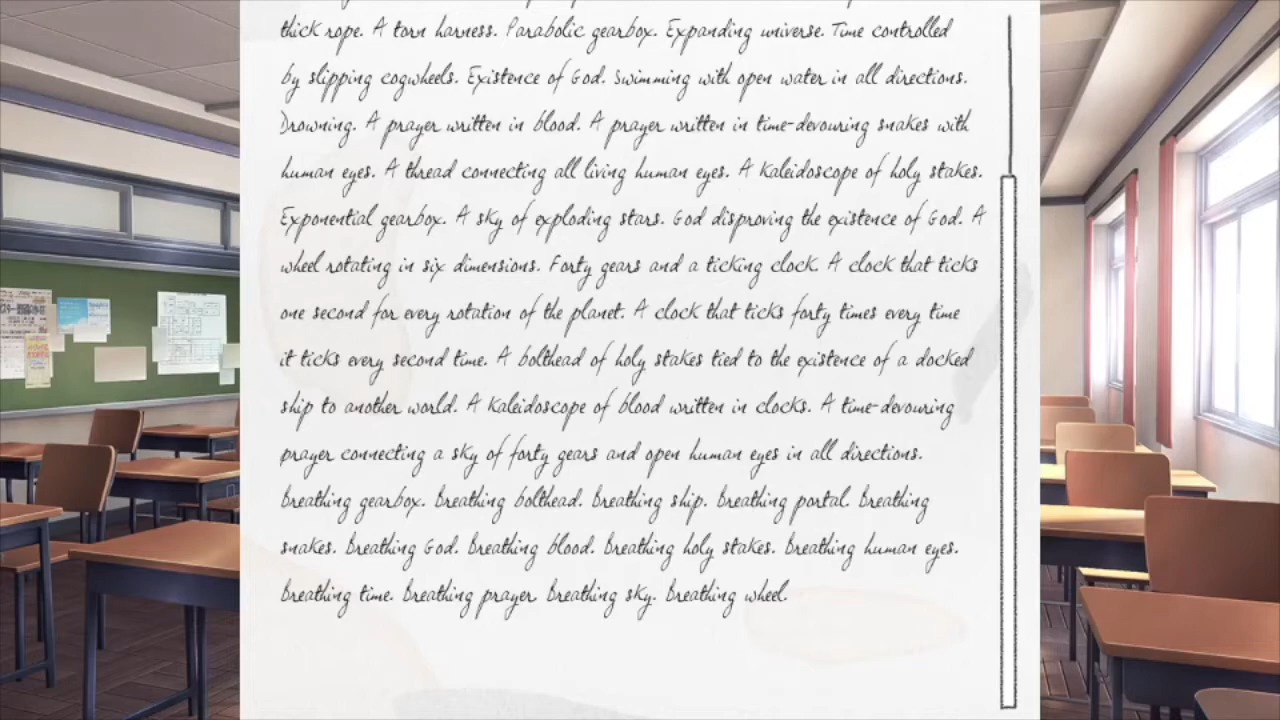 thick rope. A torn harness. Parabolic gearbox. Expanding universe. Time controlled
by slipping cogwheels. Existence of God. Swimming with open water in all directions.
Drowning. A prayer written in blood. A prayer written in time-devouring snakes with
human eyes. A thread connecting all living human eyes. A kaleidoscope of holy stakes.
Exponential gearbox. A sky of exploding stars. God disproving the existence of God. A
wheel rotating in six dimensions. Forty gears and a ticking clock. A clock that ticks
one second for every rotation of the planet. A clock that ticks forty times every time
it ticks every second time. A bolthead of holy stakes tied to the existence of a docked
ship to another world. A kaleidoscope of blood written in clocks. A time-devouring
prayer connecting a sky of forty gears and open human eyes in all directions.
Breathing gearbox. Breathing bolthead. Breathing ship. Breathing portal. Breathing
snakes. Breathing God. Breathing blood. Breathing holy stakes. Breathing human eyes.
Breathing time. Breathing prayer. Breathing sky. Breathing wheel.